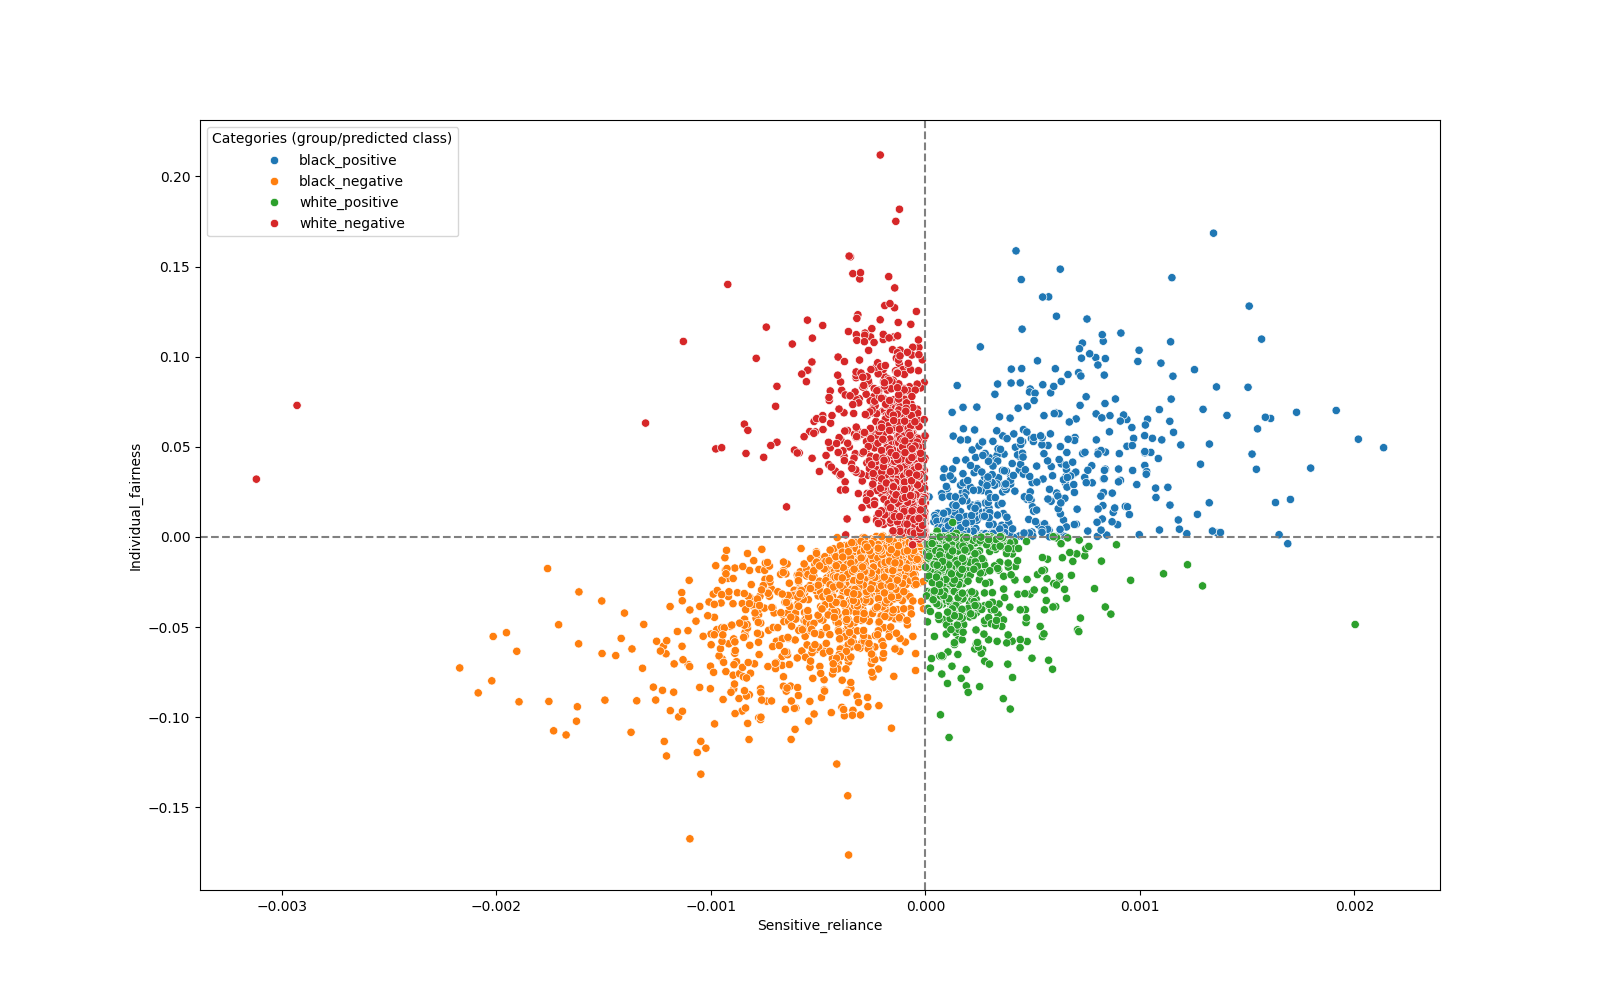 Categories (group/predicted class)
black_positive
black_negative
white_positive
white_negative
0.20
0.15
0.10
0.05
0.00
−0.05
−0.10
−0.15
Individual_fairness
−0.003
−0.002
−0.001
0.000
0.001
0.002
Sensitive_reliance